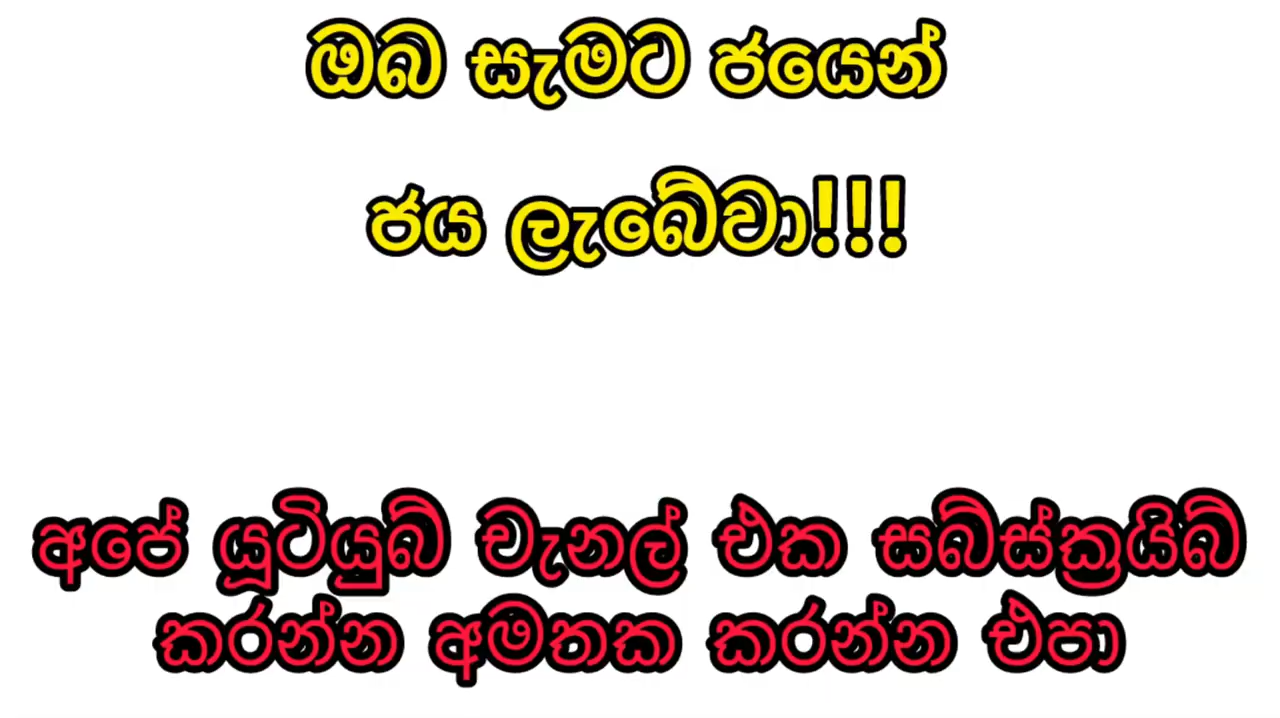 ඔබ සැමට ජයෙන්
ජය ලැබේවා!!!
අපේ යූටියුබ් චැනල් එක සබ්ස්ක්‍රයිබ්
කරන්න අමතක කරන්න එපා